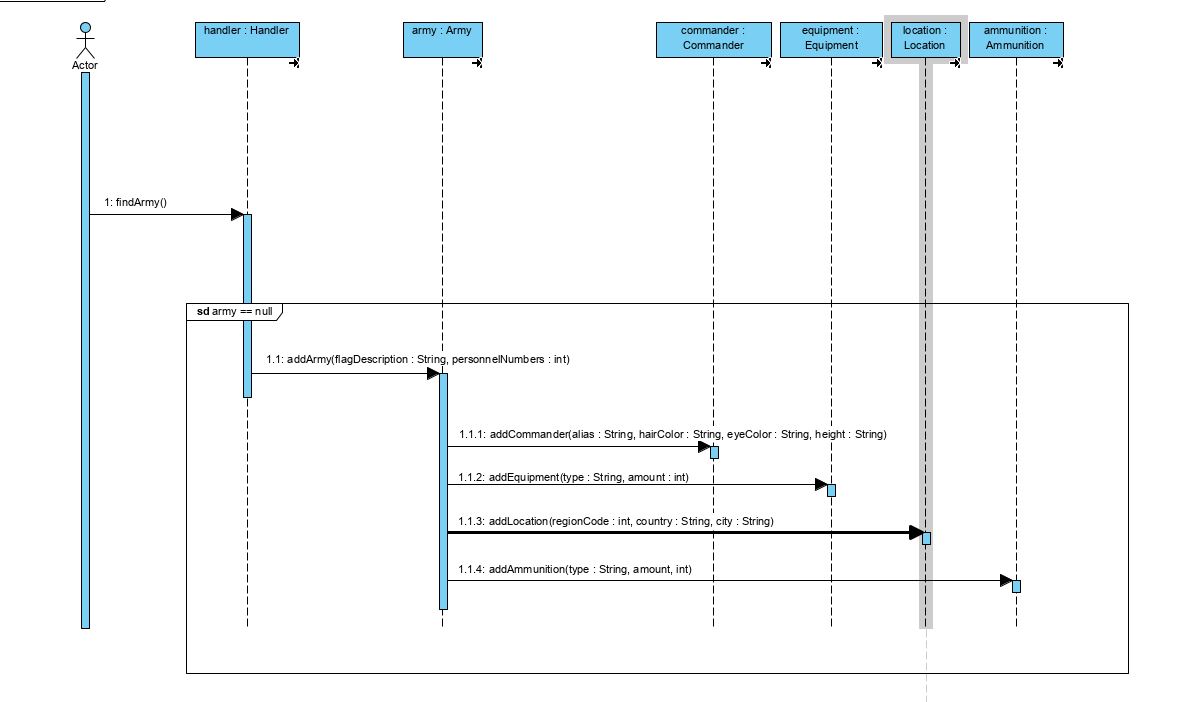 handler : Handler
army : Army
commander :
Commander
equipment :
Equipment
location :
Location
ammunition :
Ammunition
Actor
1: findArmy()
sd army == null
1.1: addArmy(flagDescription : String, personnelNumbers : int)
1.1.1: addCommander(alias : String, hairColor : String, eyeColor : String, height : String)
1.1.2: addEquipment(type : String, amount : int)
1.1.3: addLocation(regionCode : int, country : String, city : String)
1.1.4: addAmmunition(type : String, amount, int)